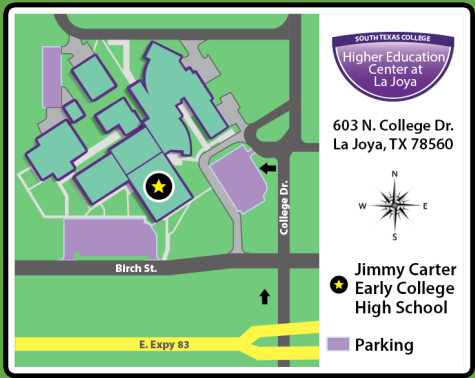 SOUTH TEXAS COLLEGE
Higher Education
Center at
La Joya
603 N. College Dr.
La Joya, TX 78560
N
W E
S
Jimmy Carter
Early College
High School
Parking
College Dr.
Birch St.
E. Expy 83